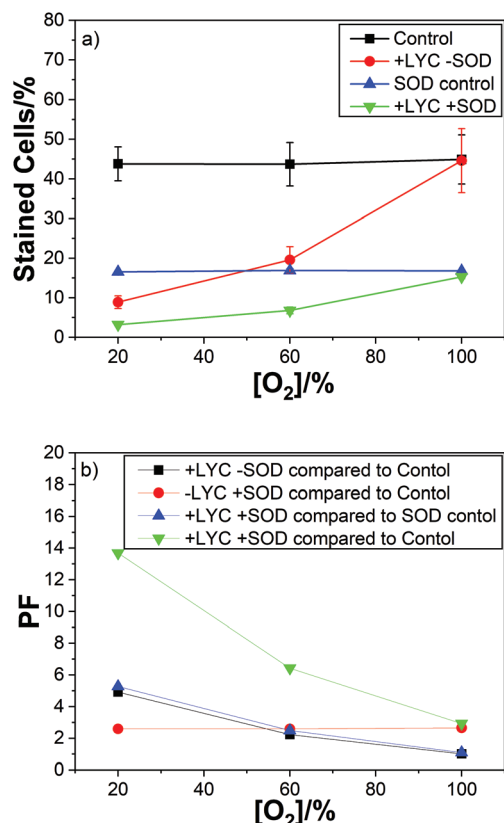 a)
Control
+LYC -SOD
SOD control
+LYC +SOD
Stained Cells/%
80
70
60
50
40
30
20
10
0
20 40 60 80 100
[O₂]/%
b)
+LYC -SOD compared to Contol
-LYC +SOD compared to Contol
+LYC +SOD compared to SOD contol
+LYC +SOD compared to Contol
PF
20
18
16
14
12
10
8
6
4
2
0
20 40 60 80 100
[O₂]/%